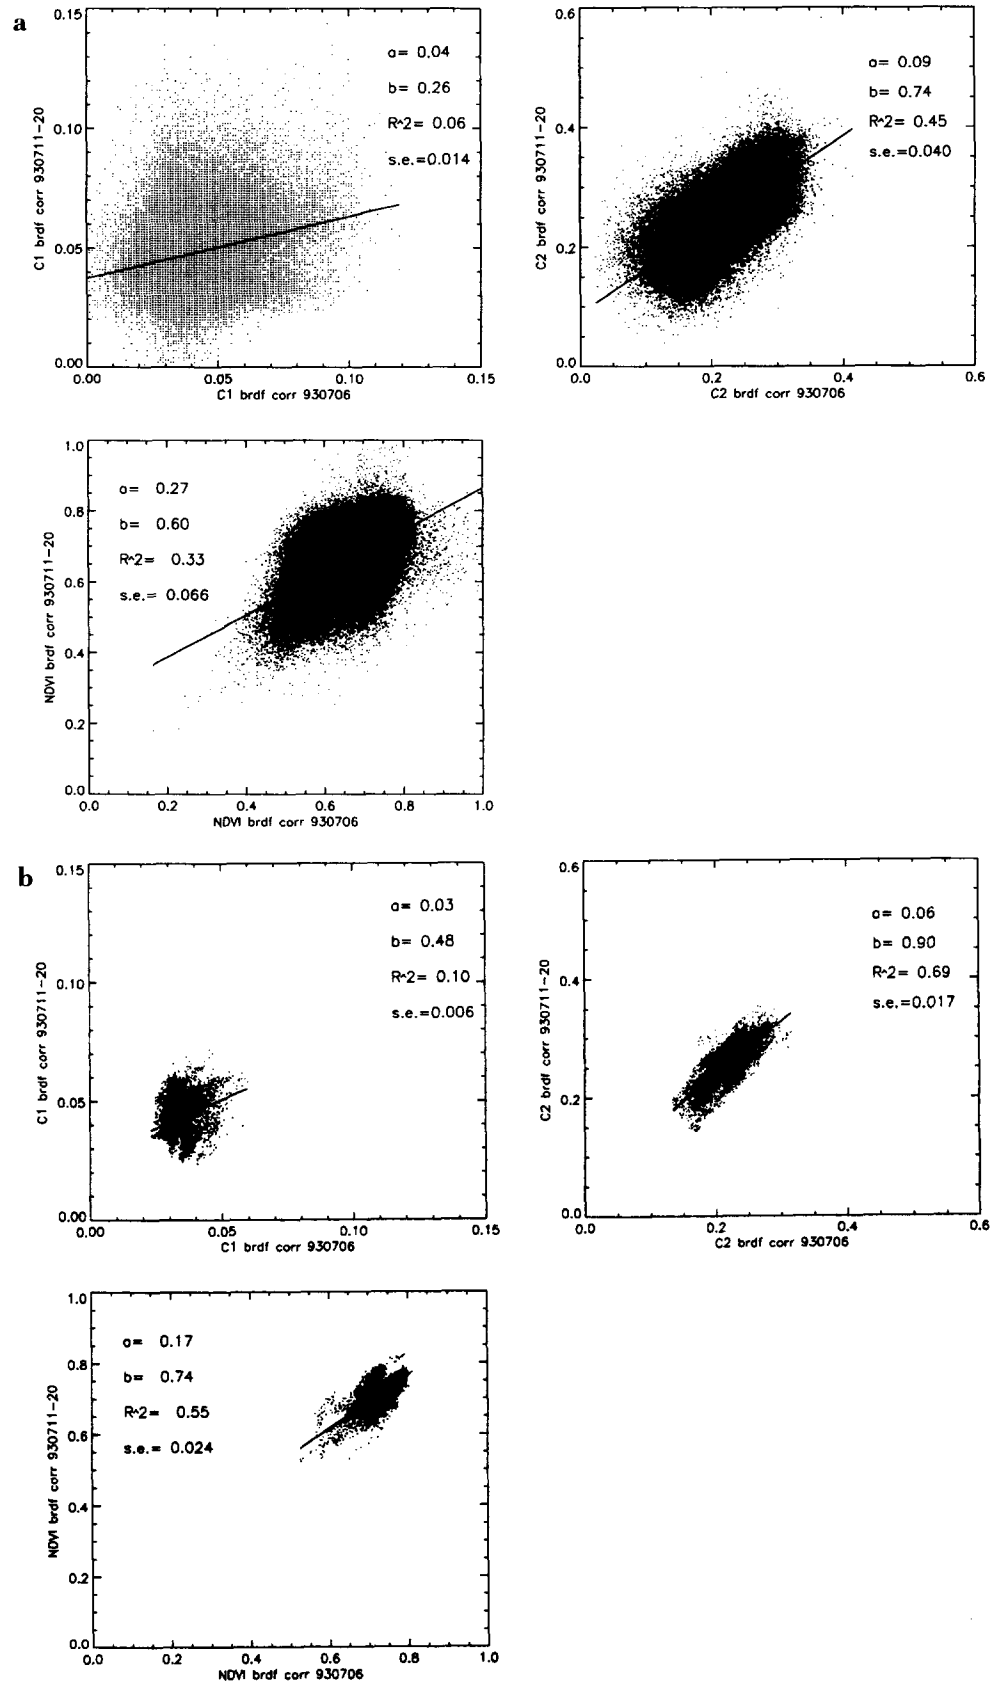 a
0.15
0.10
0.05
0.00
C1 brdf corr 930711-20
a= 0.04
b= 0.26
R^2= 0.06
s.e.=0.014
0.00 0.05 0.10 0.15
C1 brdf corr 930706
0.6
0.4
0.2
0.0
C2 brdf corr 930711-20
a= 0.09
b= 0.74
R^2= 0.45
s.e.=0.040
0.0 0.2 0.4 0.6
C2 brdf corr 930706
1.0
0.8
0.6
0.4
0.2
0.0
NDVI brdf corr 930711-20
a= 0.27
b= 0.60
R^2= 0.33
s.e.= 0.066
0.0 0.2 0.4 0.6 0.8 1.0
NDVI brdf corr 930706
b
0.15
0.10
0.05
0.00
C1 brdf corr 930711-20
a= 0.03
b= 0.48
R^2= 0.10
s.e.=0.006
0.00 0.05 0.10 0.15
C1 brdf corr 930706
0.6
0.4
0.2
0.0
C2 brdf corr 930711-20
a= 0.06
b= 0.90
R^2= 0.69
s.e.=0.017
0.0 0.2 0.4 0.6
C2 brdf corr 930706
1.0
0.8
0.6
0.4
0.2
0.0
NDVI brdf corr 930711-20
a= 0.17
b= 0.74
R^2= 0.55
s.e.= 0.024
0.0 0.2 0.4 0.6 0.8 1.0
NDVI brdf corr 930706